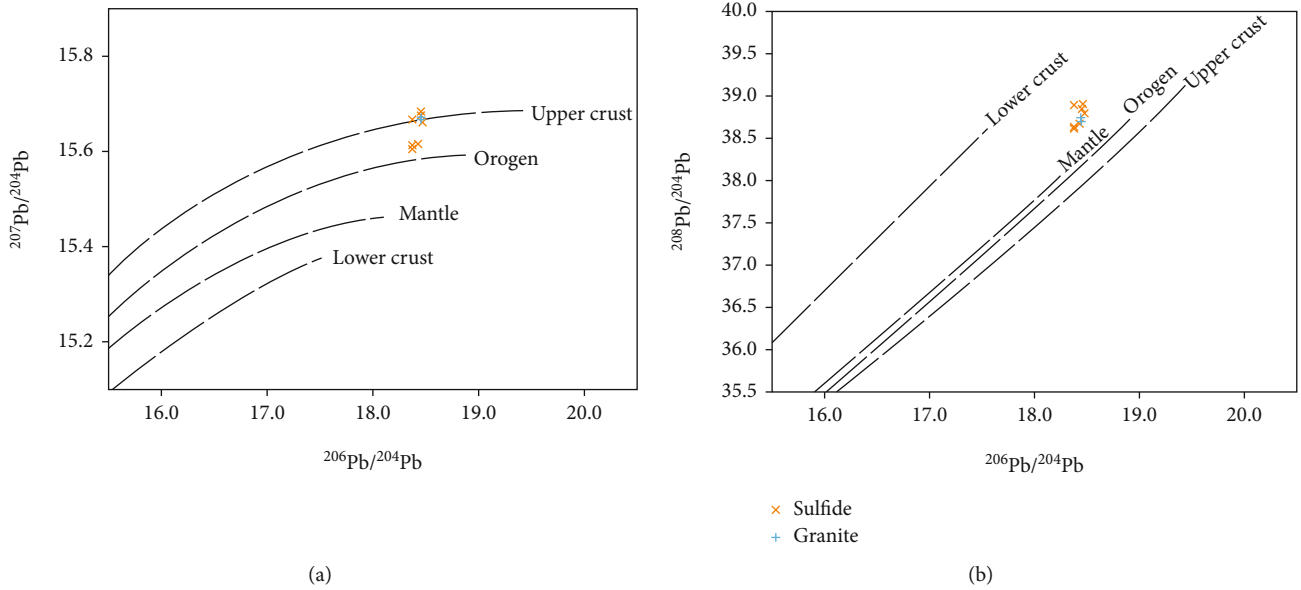 15.8
15.6
15.4
15.2
²⁰⁷Pb/²⁰⁴Pb
Upper crust
Orogen
Mantle
Lower crust
16.0 17.0 18.0 19.0 20.0
²⁰⁶Pb/²⁰⁴Pb
(a)
40.0
39.5
39.0
38.5
38.0
37.5
37.0
36.5
36.0
35.5
²⁰⁸Pb/²⁰⁴Pb
Lower crust
Mantle
Orogen
Upper crust
16.0 17.0 18.0 19.0 20.0
²⁰⁶Pb/²⁰⁴Pb
Sulfide
Granite
(b)